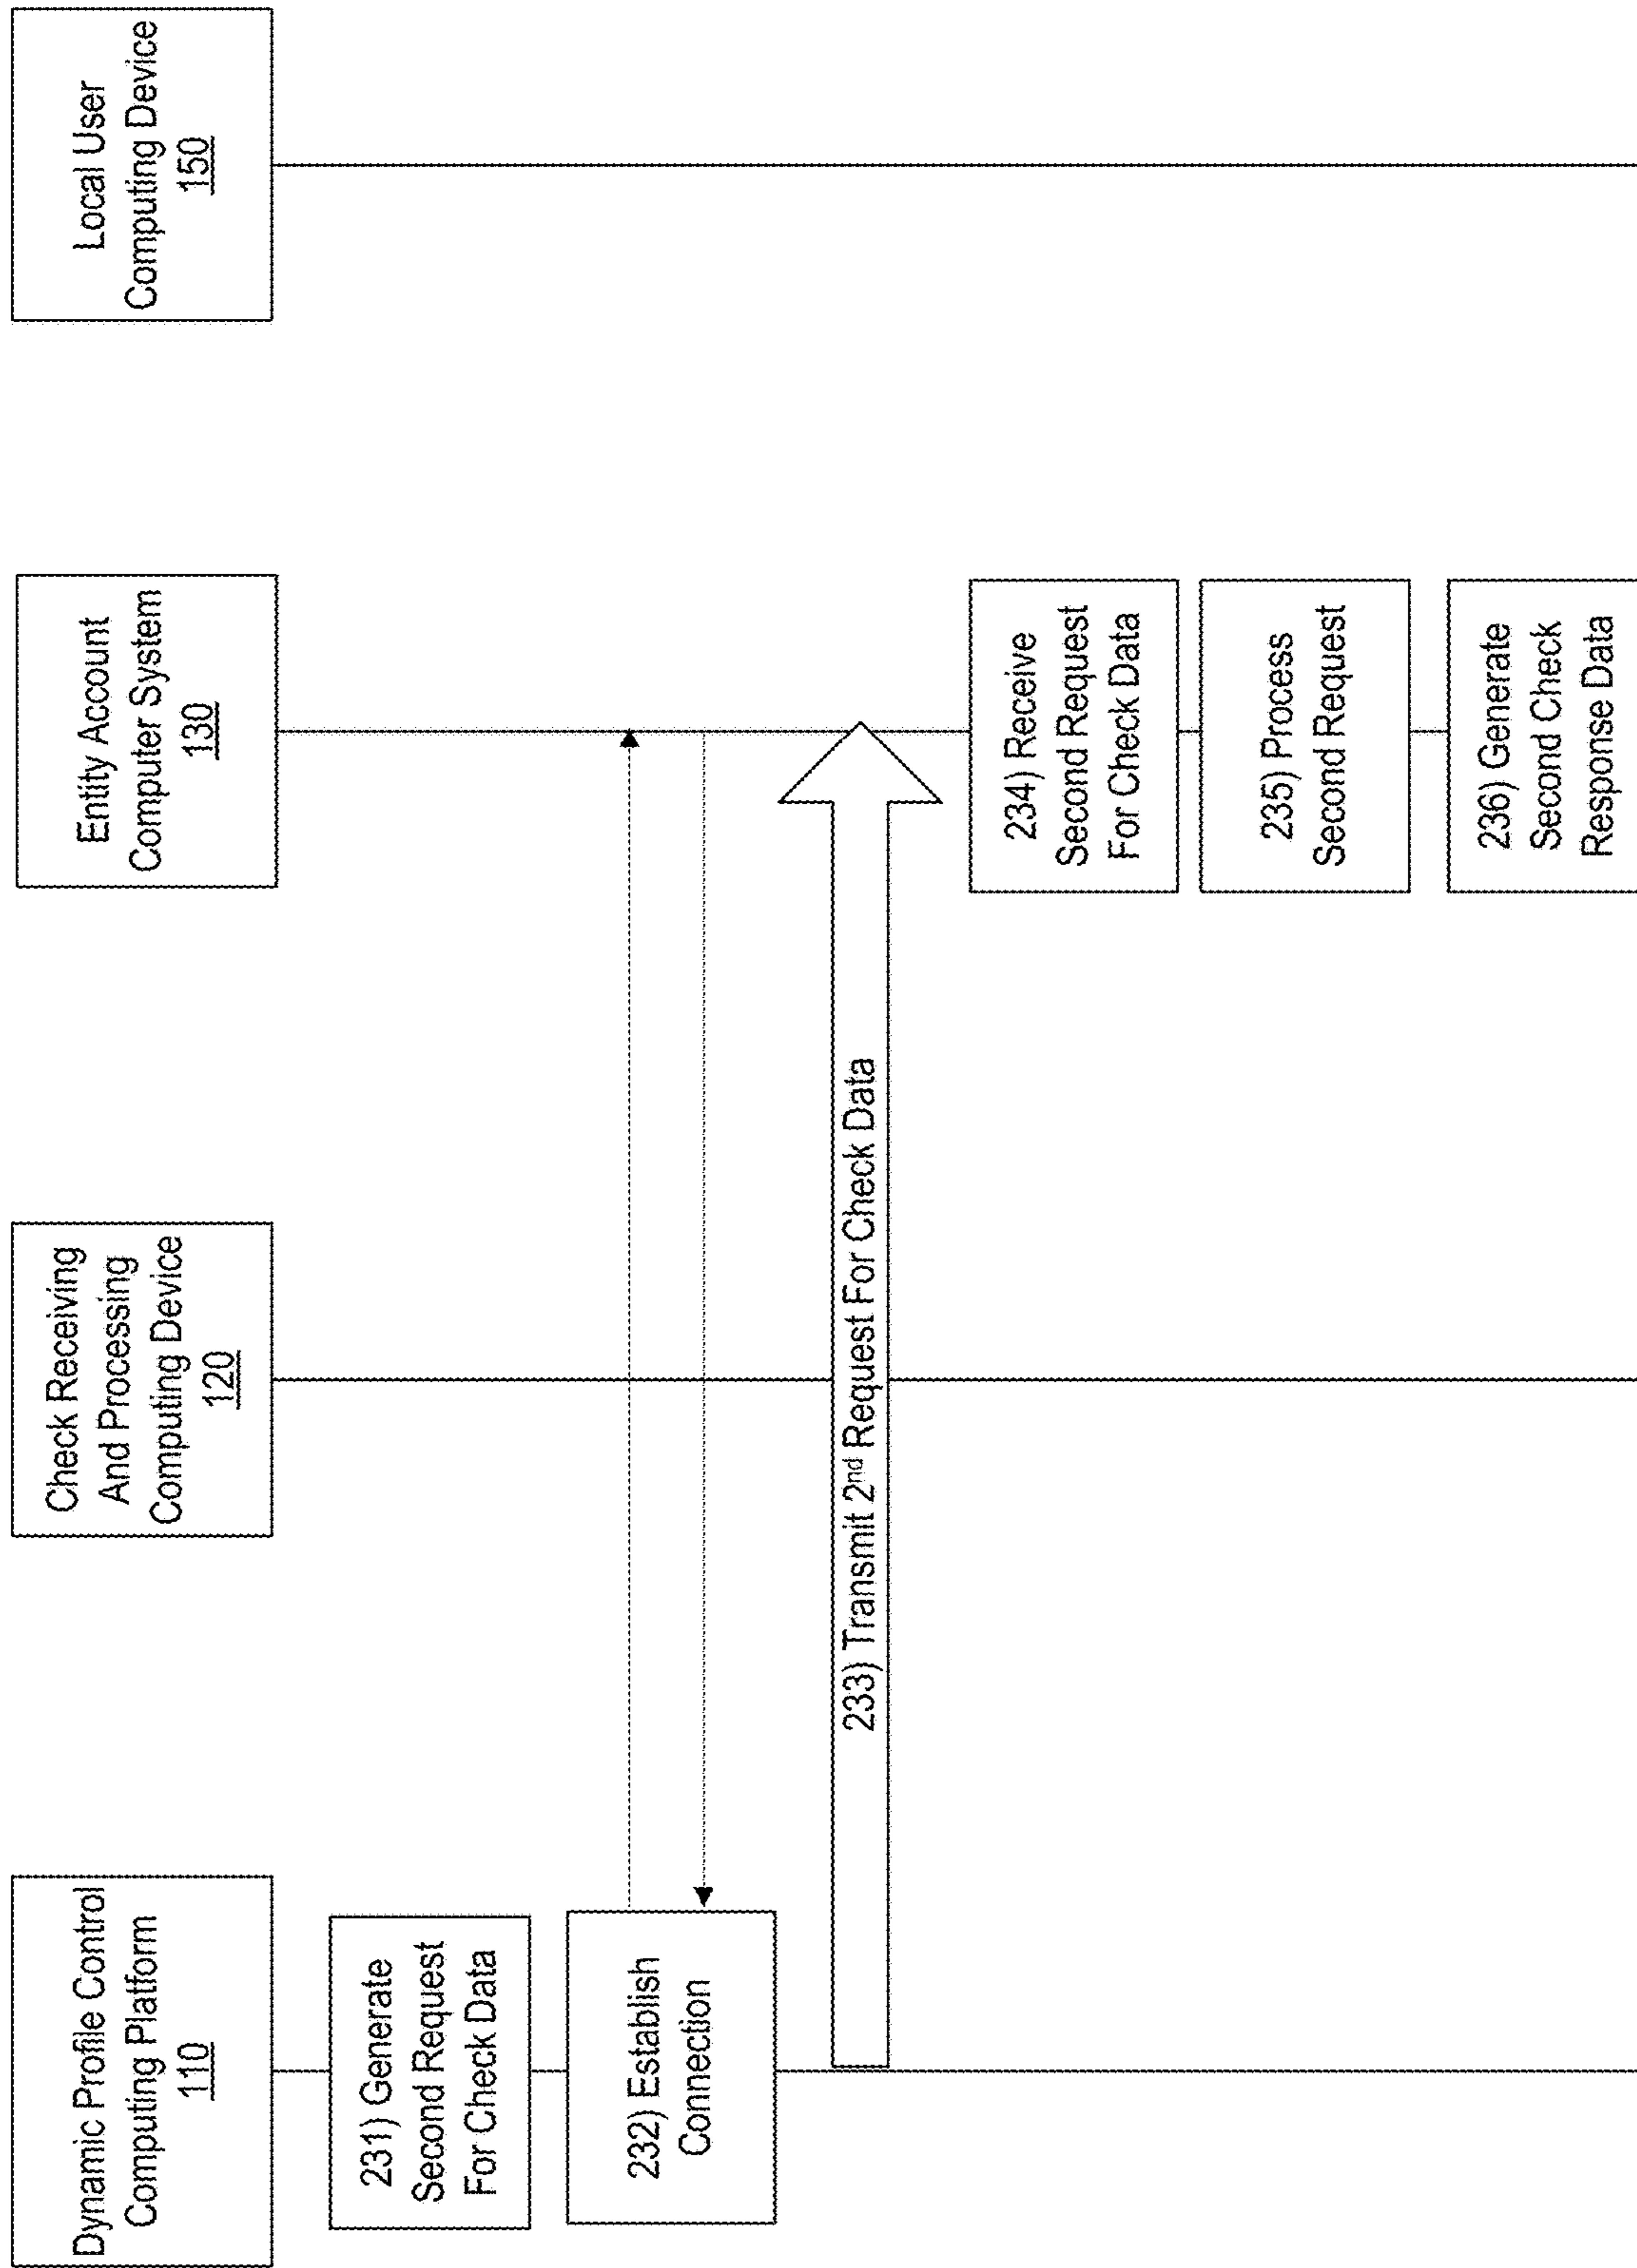 Dynamic Profile Control
Computing Platform
110
Check Receiving
And Processing
Computing Device
120
Entity Account
Computer System
130
Local User
Computing Device
150
231) Generate
Second Request
For Check Data
232) Establish
Connection
233) Transmit 2nd Request For Check Data
234) Receive
Second Request
For Check Data
235) Process
Second Request
236) Generate
Second Check
Response Data